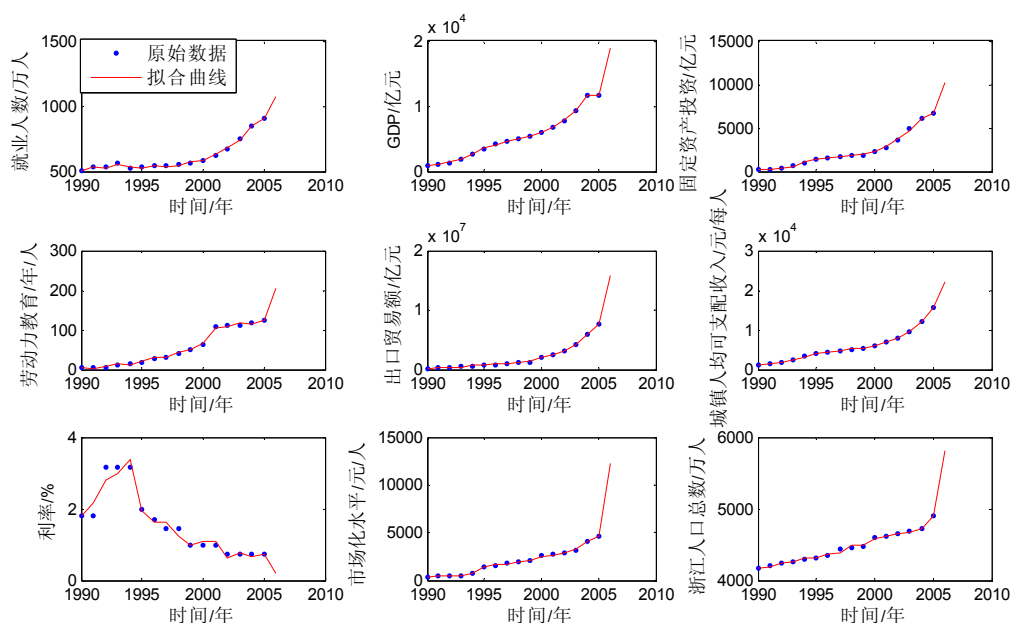 1500
1000
500
1990 1995 2000 2005 2010
就业人数/万人
时间/年
原始数据
拟合曲线
x 10^4
2
1
0
1990 1995 2000 2005 2010
GDP/亿元
时间/年
15000
10000
5000
0
1990 1995 2000 2005 2010
固定资产投资/亿元
时间/年
300
200
100
0
1990 1995 2000 2005 2010
劳动力教育/年/人
时间/年
x 10^7
2
1
0
1990 1995 2000 2005 2010
出口贸易额/亿元
时间/年
x 10^4
3
2
1
0
1990 1995 2000 2005 2010
城镇人均可支配收入/元/每人
时间/年
4
2
0
1990 1995 2000 2005 2010
利率/%
时间/年
15000
10000
5000
0
1990 1995 2000 2005 2010
市场化水平/元/人
时间/年
6000
5000
4000
1990 1995 2000 2005 2010
浙江人口总数/万人
时间/年